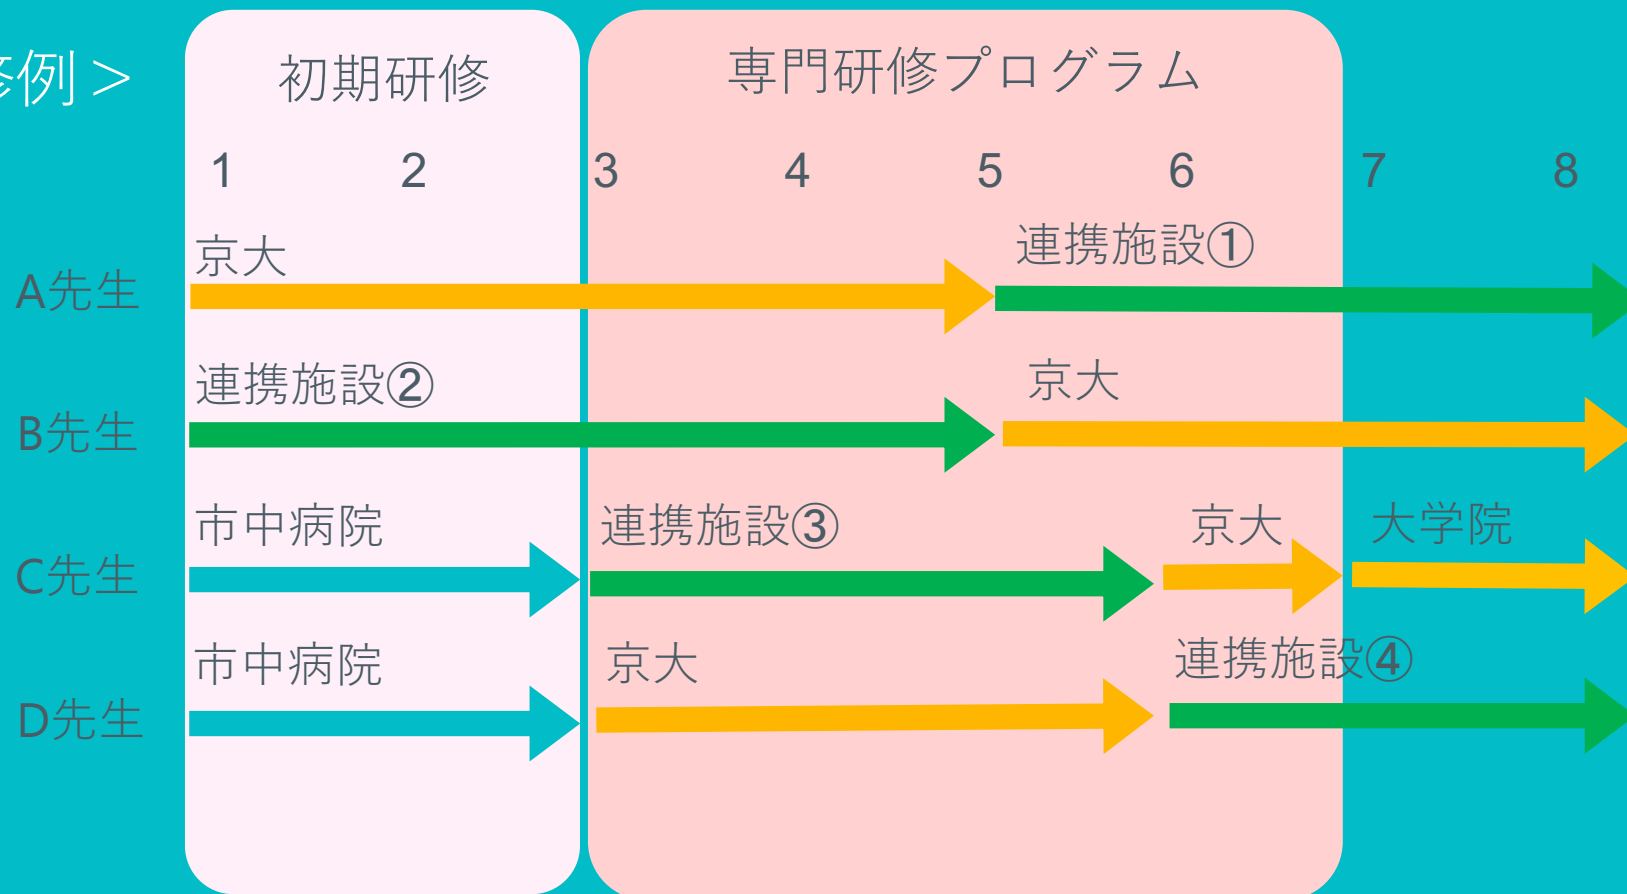 修例＞
初期研修
専門研修プログラム
1 2 3 4 5 6 7 8
京大
連携施設①
A先生
連携施設②
京大
B先生
市中病院
連携施設③
京大
大学院
C先生
市中病院
京大
連携施設④
D先生